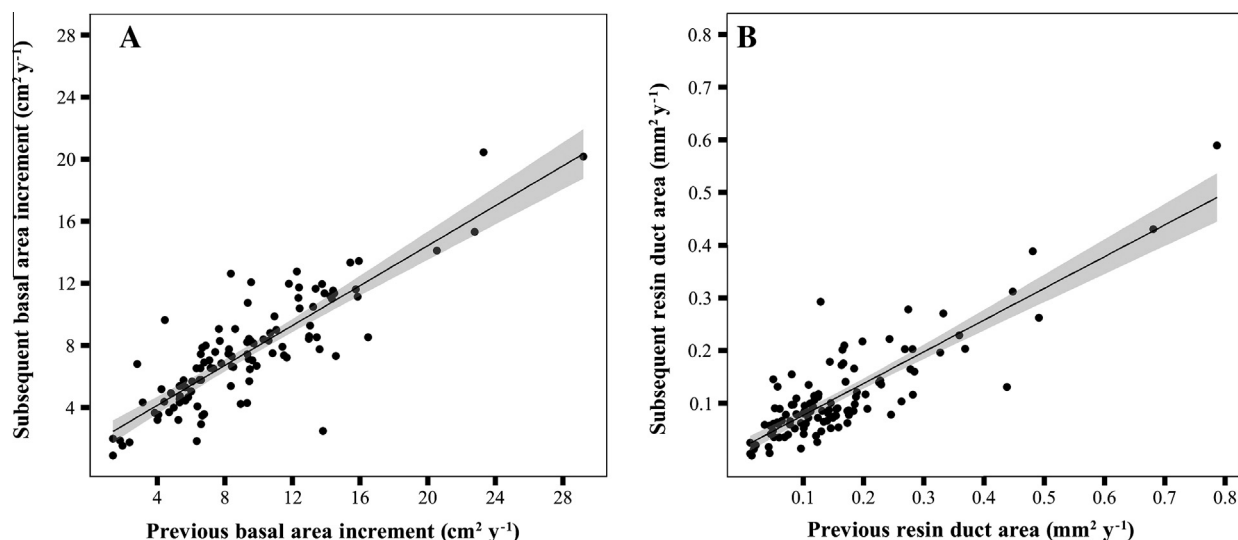 A
Subsequent basal area increment (cm² y⁻¹)
28
24
20
16
12
8
4
4 8 12 16 20 24 28
Previous basal area increment (cm² y⁻¹)
B
Subsequent resin duct area (mm² y⁻¹)
0.8
0.7
0.6
0.5
0.4
0.3
0.2
0.1
0.1 0.2 0.3 0.4 0.5 0.6 0.7 0.8
Previous resin duct area (mm² y⁻¹)